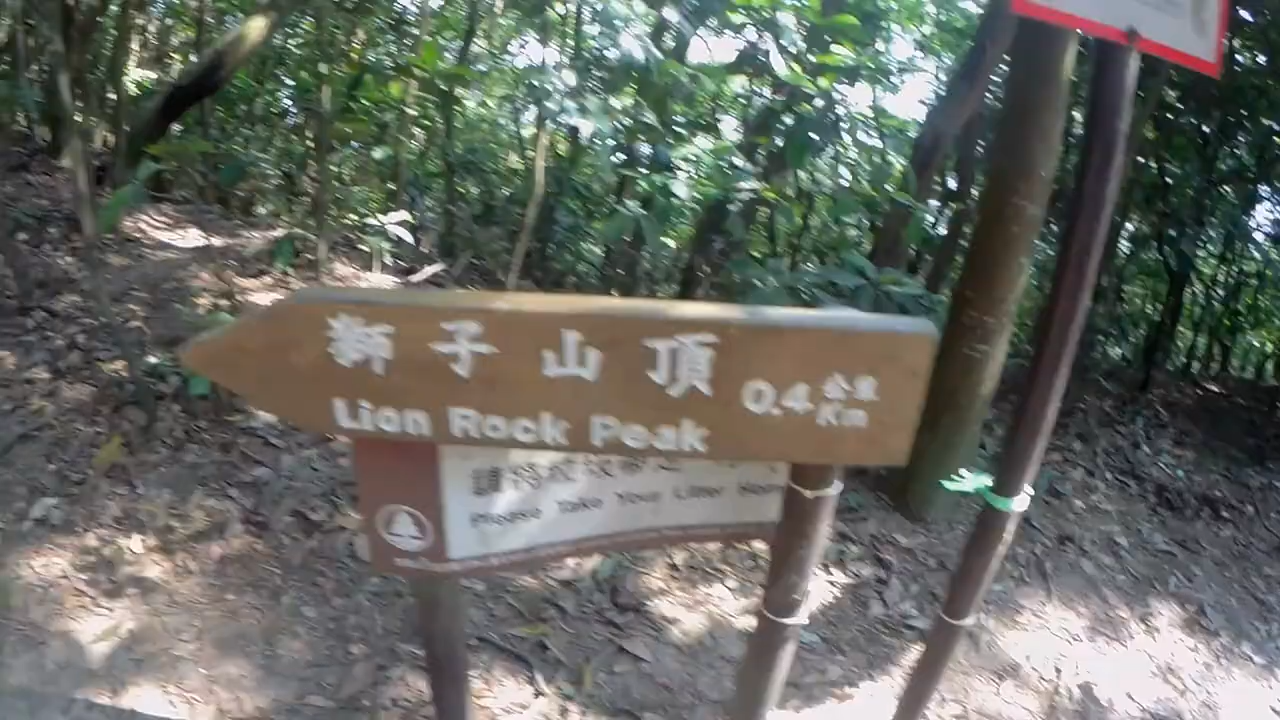 獅子山頂
0.4 公里
Km
Lion Rock Peak
Please Take Your Litter Home